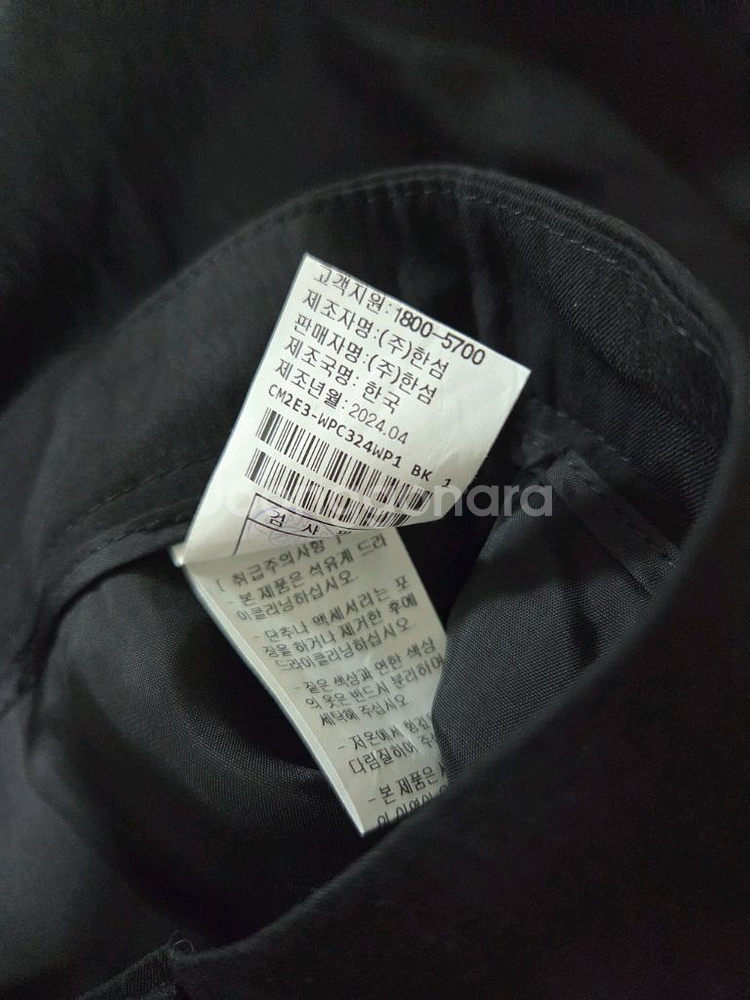 고객지원:1800-5700
제조자명:(주)한섬
판매자명:(주)한섬
제조국명: 한국
제조년월: 2024.04
CM2E3-WPC324WP1 BK 1
검 사
[ 취급주의사항 ]
- 본 제품은 석유계 드라
이클리닝하십시오.
- 단추나 액세서리는 포
장을 하거나 제거한 후에
드라이클리닝하십시오.
- 짙은 색상과 연한 색상
의 옷은 반드시 분리하여
세탁해 주십시오.
- 저온에서
다림질하여
- 본 제품은